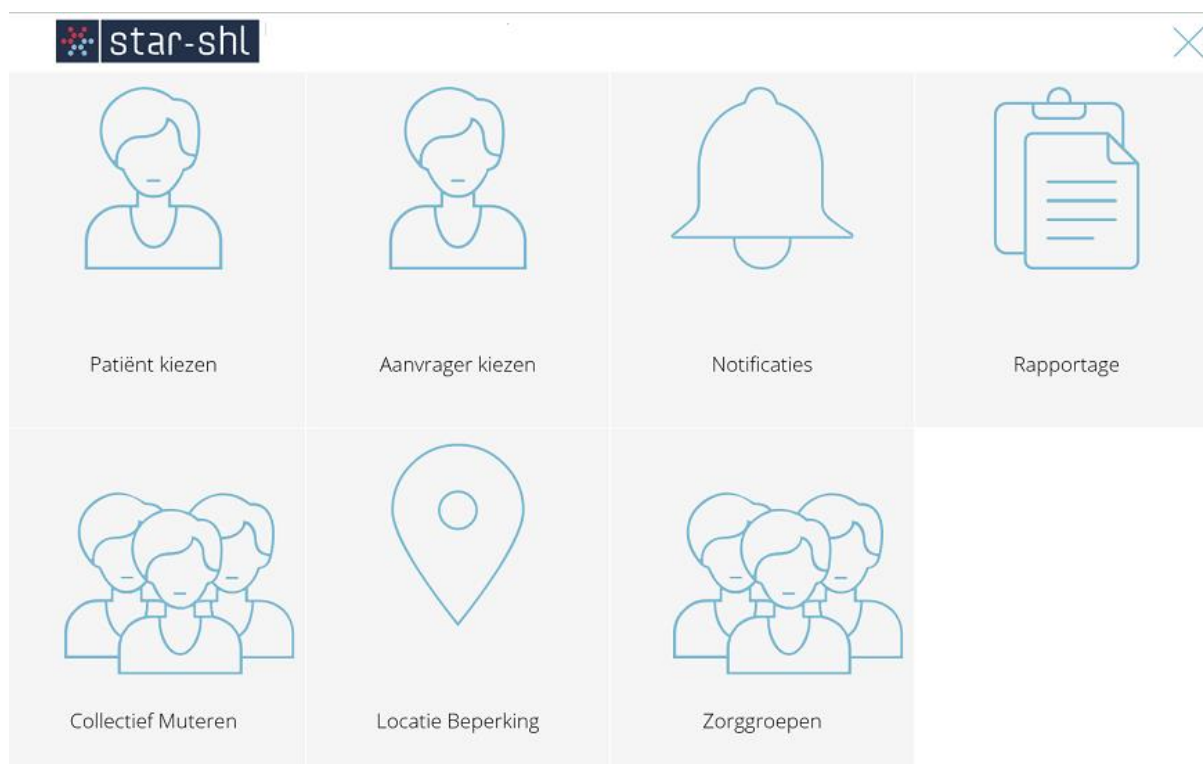 star-shl
Patiënt kiezen
Aanvrager kiezen
Notificaties
Rapportage
Collectief Muteren
Locatie Beperking
Zorggroepen